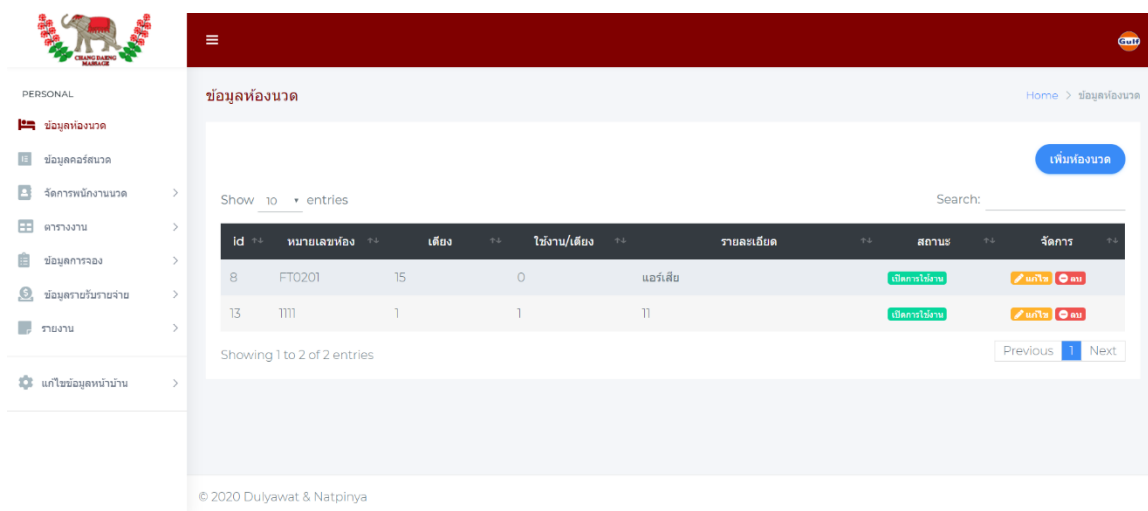 CHANG DAENG
MASSAGE
Gulf
PERSONAL
ข้อมูลห้องนวด
ข้อมูลคอร์สนวด
จัดการพนักงานนวด
ตารางงาน
ข้อมูลการจอง
ข้อมูลรายรับรายจ่าย
รายงาน
แก้ไขข้อมูลหน้าบ้าน
ข้อมูลห้องนวด
Home > ข้อมูลห้องนวด
เพิ่มห้องนวด
Show 10 entries
Search:
id หมายเลขห้อง เตียง ใช้งาน/เตียง รายละเอียด สถานะ จัดการ
8 FT0201 15 0 แอร์เสีย เปิดการใช้งาน แก้ไข ลบ
13 1111 1 1 11 เปิดการใช้งาน แก้ไข ลบ
Showing 1 to 2 of 2 entries
Previous 1 Next
© 2020 Dulyawat & Natpinya